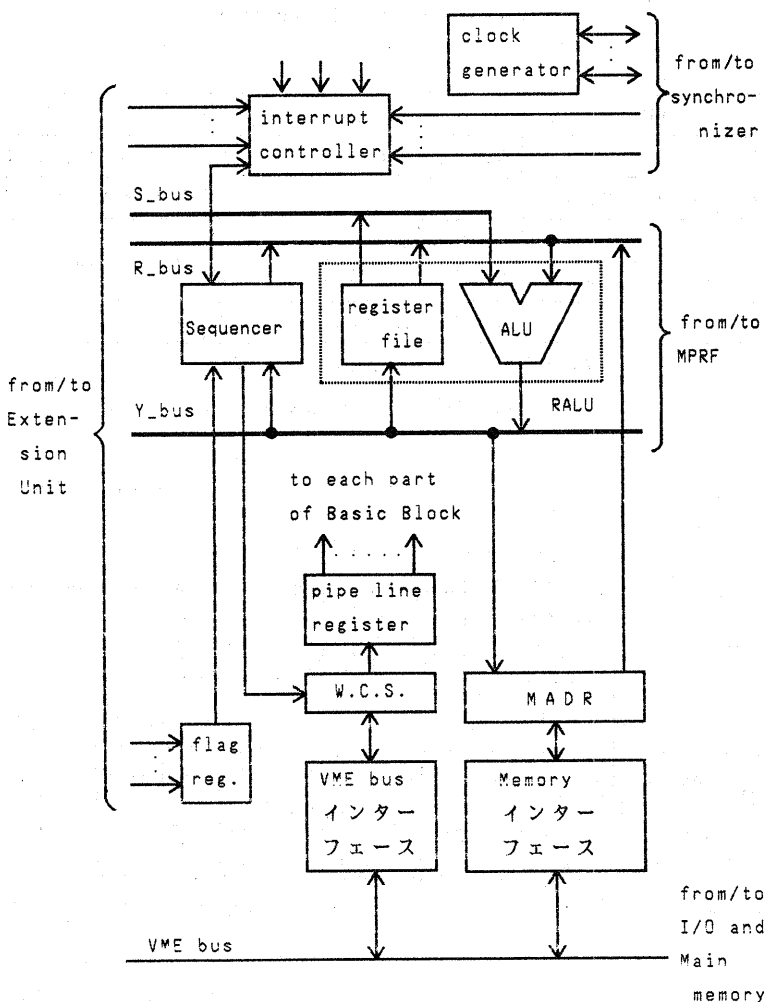 clock
generator
from/to
synchro-
nizer
interrupt
controller
S_bus
R_bus
Sequencer
register
file
ALU
from/to
MPRF
from/to
Exten-
sion
Unit
Y_bus
RALU
to each part
of Basic Block
pipe line
register
W.C.S.
MADR
flag
reg.
VME bus
インター
フェース
Memory
インター
フェース
VME bus
from/to
I/O and
Main
memory